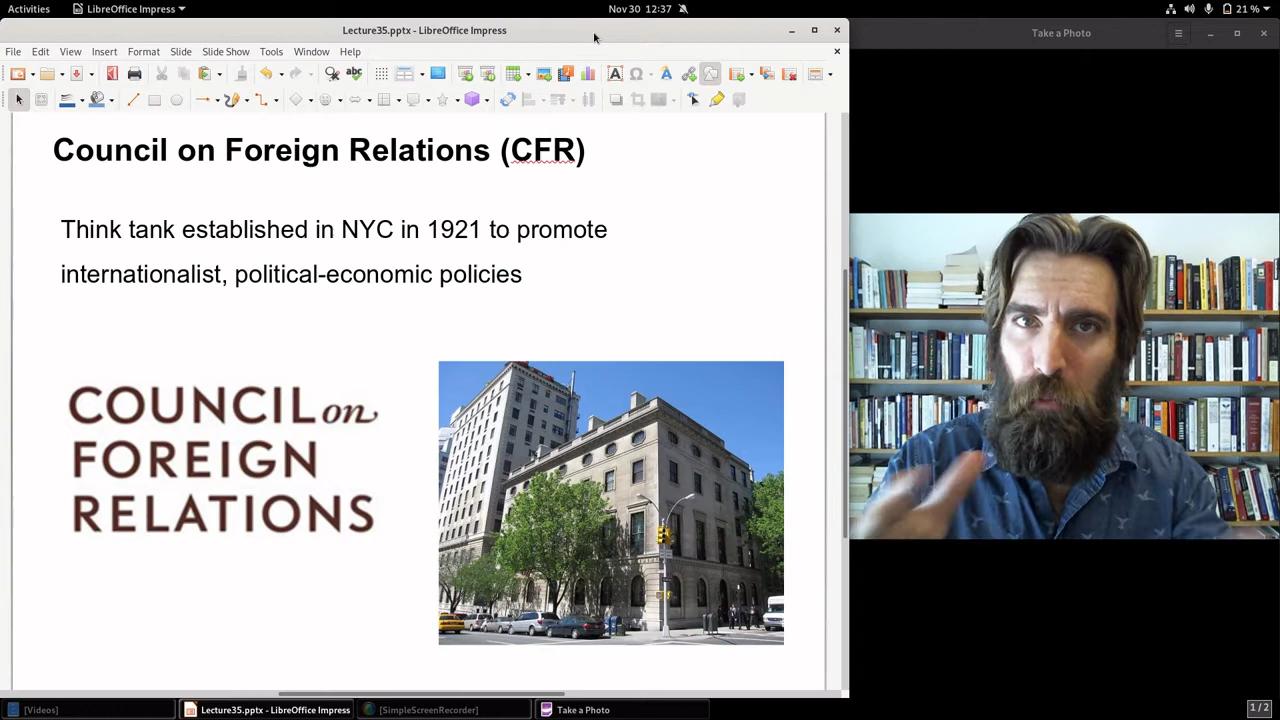 Activities
LibreOffice Impress
Nov 30 12:37
21 %
Lecture35.pptx - LibreOffice Impress
Take a Photo
File Edit View Insert Format Slide Slide Show Tools Window Help
abc
A
Ω
A
Council on Foreign Relations (CFR)
Think tank established in NYC in 1921 to promote
internationalist, political-economic policies
COUNCIL on
FOREIGN
RELATIONS
[Videos]
Lecture35.pptx - LibreOffice Impress
[SimpleScreenRecorder]
Take a Photo
1 / 2